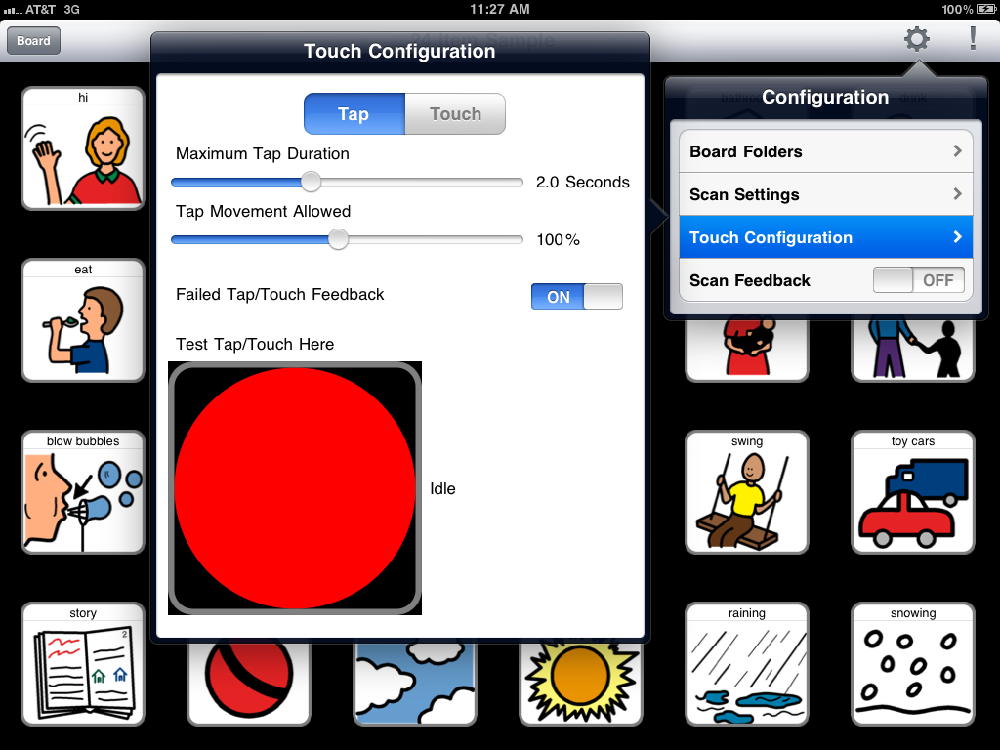 AT&T 3G
11:27 AM
100%
Board
Touch Configuration
Tap
Touch
Maximum Tap Duration
2.0 Seconds
Tap Movement Allowed
100%
Failed Tap/Touch Feedback
ON
Test Tap/Touch Here
Idle
!
Configuration
Board Folders
Scan Settings
Touch Configuration
Scan Feedback
OFF
hi
eat
blow bubbles
swing
toy cars
story
2
raining
snowing